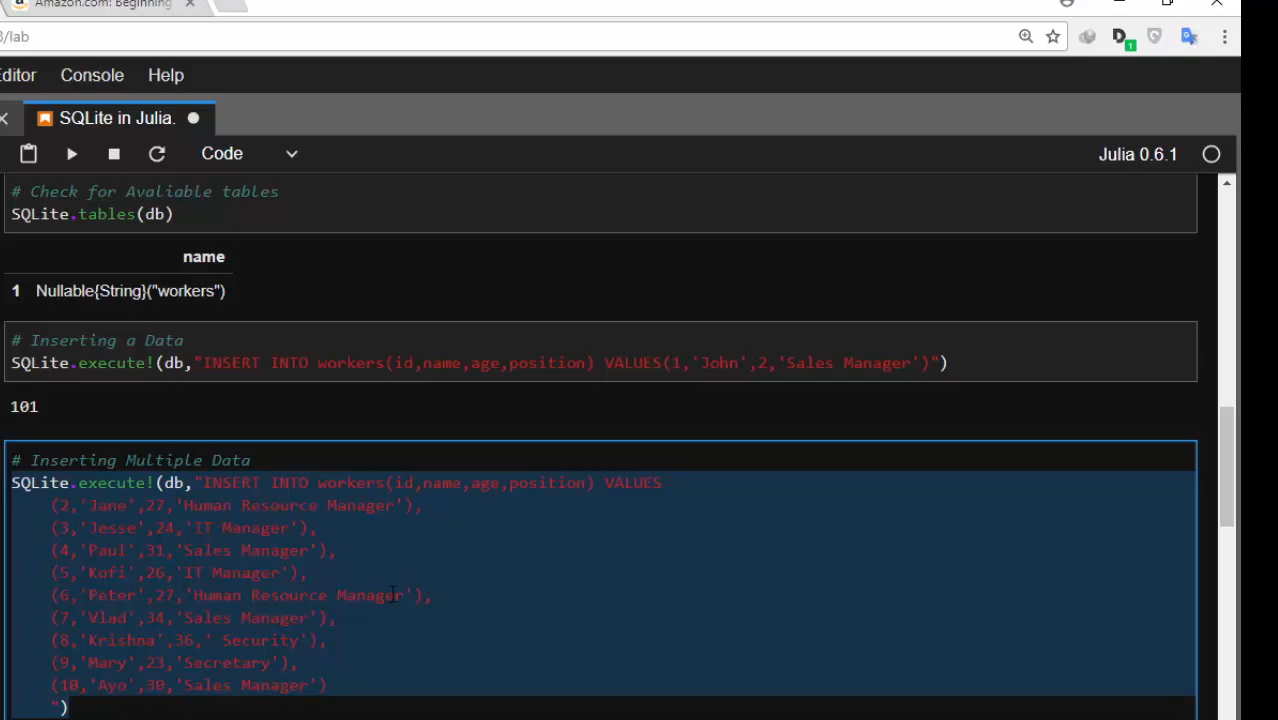 Amazon.com: Beginning
3/lab
Editor Console Help
SQLite in Julia.
Code
Julia 0.6.1
# Check for Avaliable tables
SQLite.tables(db)
name
1 Nullable{String}("workers")
# Inserting a Data
SQLite.execute!(db,"INSERT INTO workers(id,name,age,position) VALUES(1,'John',2,'Sales Manager')")
101
# Inserting Multiple Data
SQLite.execute!(db,"INSERT INTO workers(id,name,age,position) VALUES
(2,'Jane',27,'Human Resource Manager'),
(3,'Jesse',24,'IT Manager'),
(4,'Paul',31,'Sales Manager'),
(5,'Kofi',26,'IT Manager'),
(6,'Peter',27,'Human Resource Manager'),
(7,'Vlad',34,'Sales Manager'),
(8,'Krishna',36,' Security'),
(9,'Mary',23,'Secretary'),
(10,'Ayo',30,'Sales Manager')
")